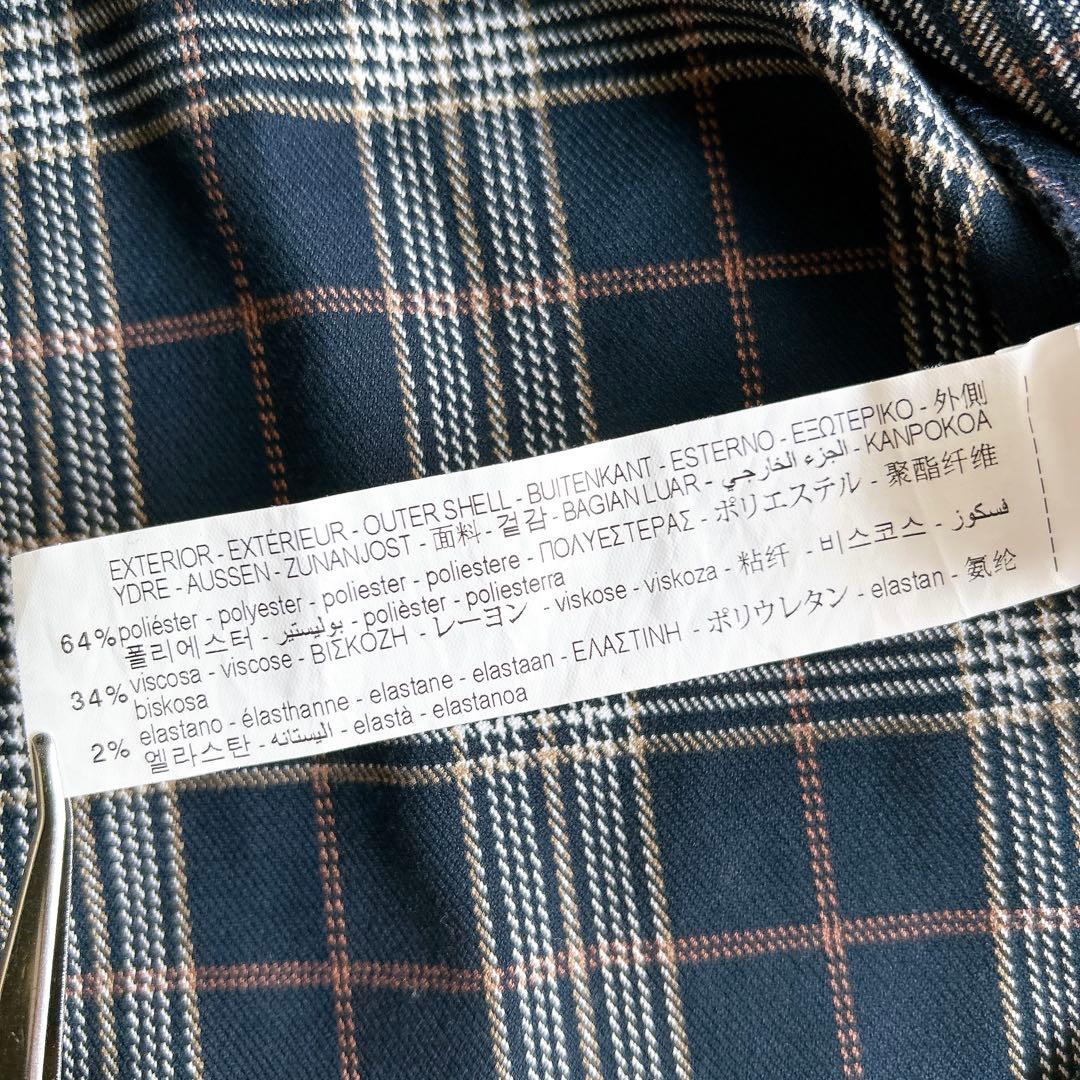 EXTERIOR - EXTÉRIEUR - OUTER SHELL - BUITENKANT - ESTERNO - ΕΞΩΤΕΡΙΚΟ - 外側
YDRE - AUSSEN - ZUNANJOST - 面料 - 겉감 - BAGIAN LUAR - الجزء الخارجي - KANPOKOA
64% poliéster - polyester - poliester - poliestere - ΠΟΛΥΕΣΤΕΡΑΣ - ポリエステル - 聚酯纤维
폴리에스터 - بوليستير - polièster - poliesterra
34% viscosa - viscose - ΒΙΣΚΟΖΗ - レーヨン - viskose - viskoza - 粘纤 - 비스코스 - فسكوز
biskosa
2% elastano - élasthanne - elastane - elastaan - ΕΛΑΣΤΙΝΗ - ポリウレタン - elastan - 氨纶
엘라스탄 - اليستانه - elastà - elastanoa